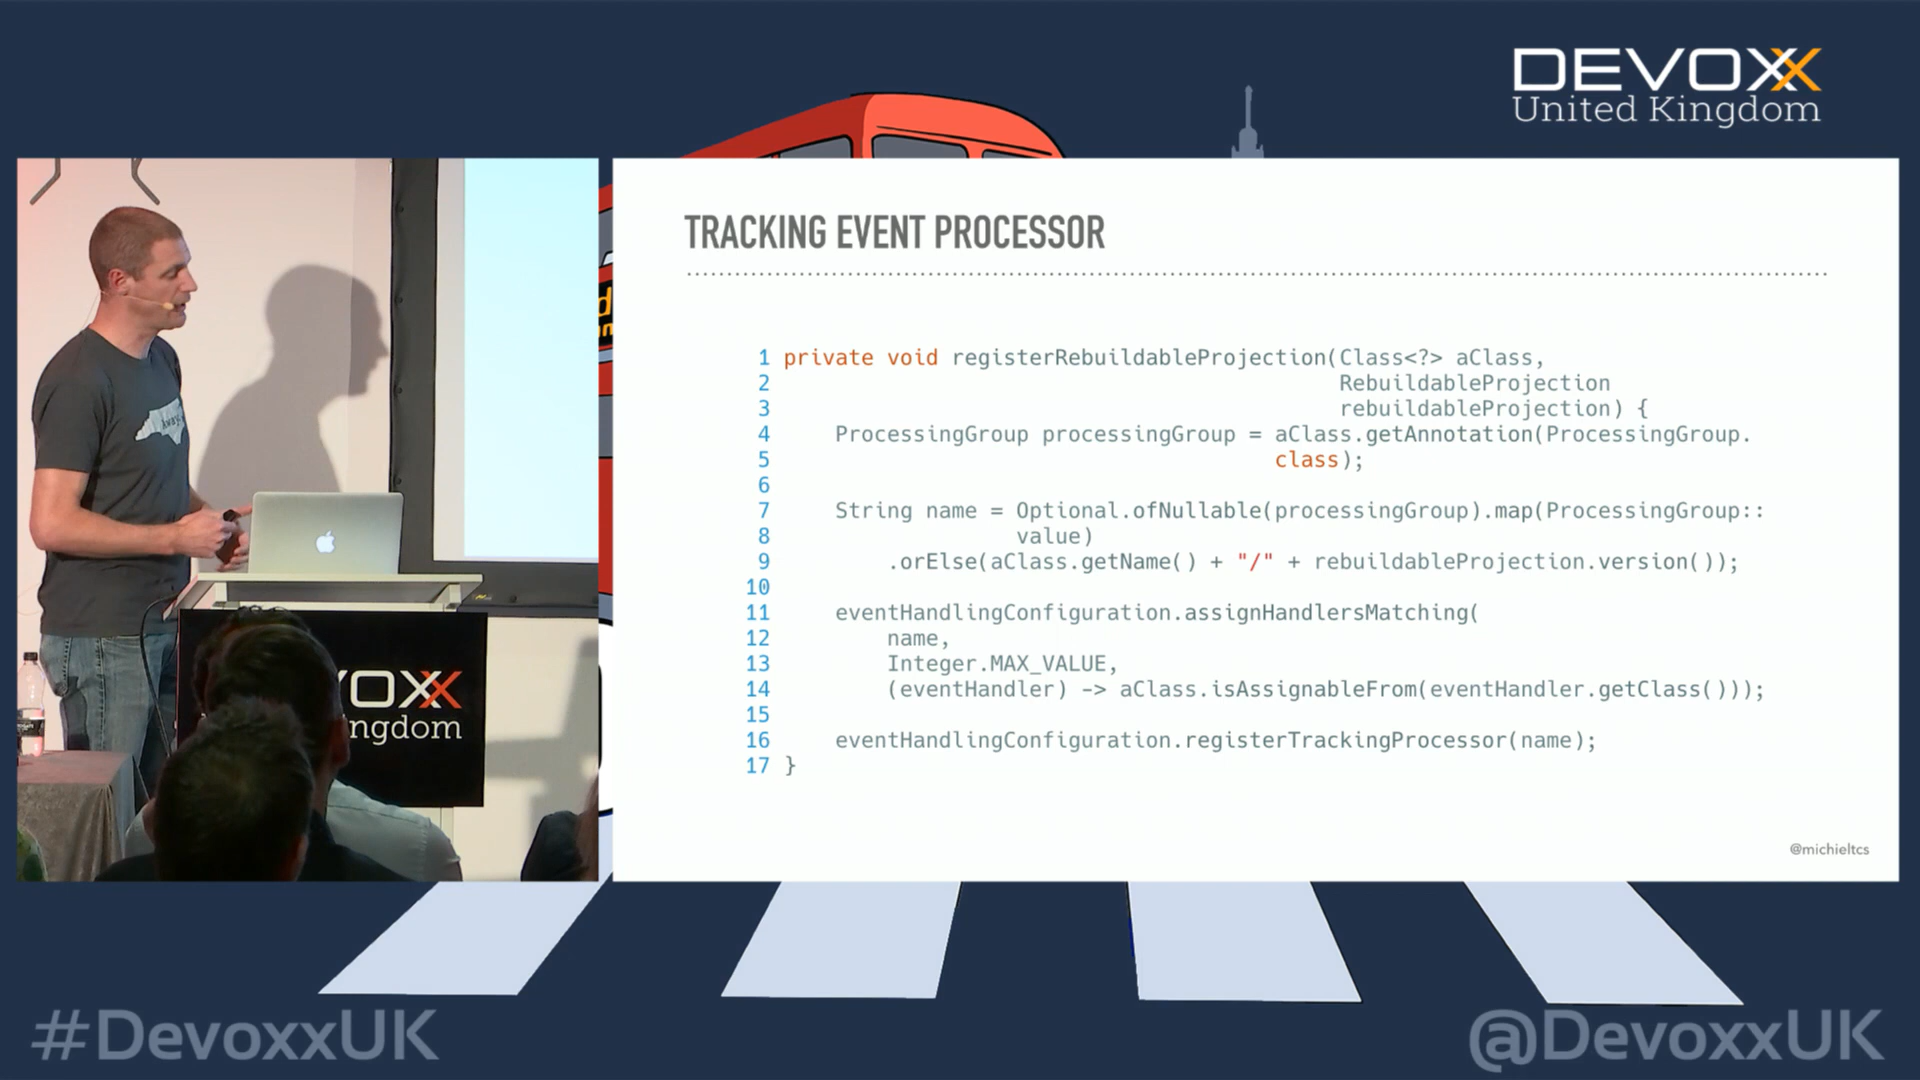 DEVOXX
United Kingdom
TRACKING EVENT PROCESSOR
1 private void registerRebuildableProjection(Class<?> aClass,
2 RebuildableProjection
3 rebuildableProjection) {
4 ProcessingGroup processingGroup = aClass.getAnnotation(ProcessingGroup.
5 class);
6
7 String name = Optional.ofNullable(processingGroup).map(ProcessingGroup::
8 value)
9 .orElse(aClass.getName() + "/" + rebuildableProjection.version());
10
11 eventHandlingConfiguration.assignHandlersMatching(
12 name,
13 Integer.MAX_VALUE,
14 (eventHandler) -> aClass.isAssignableFrom(eventHandler.getClass()));
15
16 eventHandlingConfiguration.registerTrackingProcessor(name);
17 }
@michieltcs
VOXX
ngdom
#DevoxxUK
@DevoxxUK